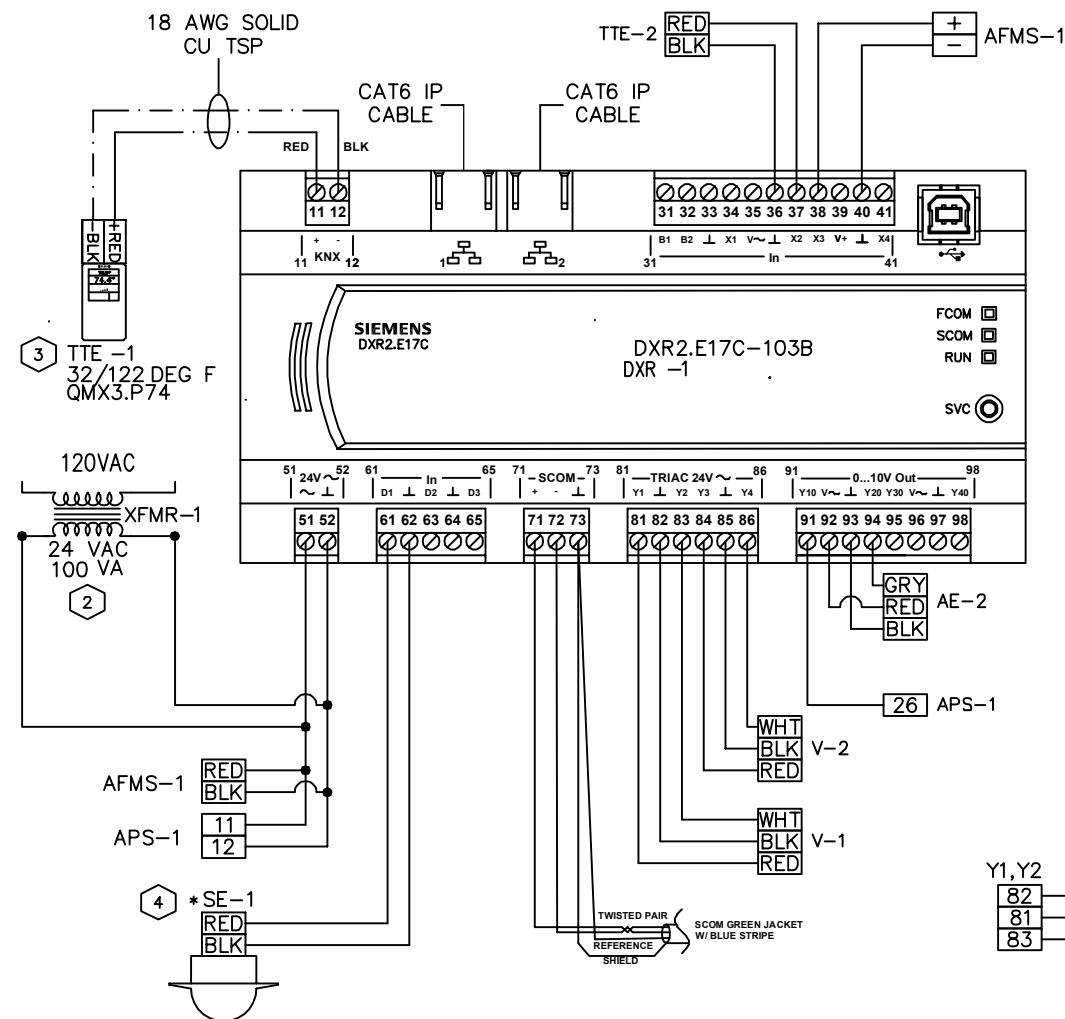 18 AWG SOLID
CU TSP
CAT6 IP
CABLE
CAT6 IP
CABLE
TTE-2
RED
BLK
+
−
AFMS-1
RED
BLK
11 12
+ -
11 KNX 12
1
2
31 32 33 34 35 36 37 38 39 40 41
B1 B2 ⊥ X1 V~ ⊥ X2 X3 V+ ⊥ X4
31 In 41
-BLK
+RED
74.4°
3
TTE -1
32/122 DEG F
QMX3.P74
SIEMENS
DXR2.E17C
DXR2.E17C-103B
DXR -1
FCOM
SCOM
RUN
SVC
120VAC
XFMR-1
24 VAC
100 VA
2
51 24V ~ 52
~ ⊥
51 52
61 In 65
D1 ⊥ D2 ⊥ D3
61 62 63 64 65
71 SCOM 73
+ - ⊥
71 72 73
81 TRIAC 24V ~ 86
Y1 ⊥ Y2 Y3 ⊥ Y4
81 82 83 84 85 86
91 0...10V Out 98
Y10 V~ ⊥ Y20 Y30 V~ ⊥ Y40
91 92 93 94 95 96 97 98
GRY
RED
BLK
AE-2
26 APS-1
WHT
BLK
RED
V-2
WHT
BLK
RED
V-1
AFMS-1
RED
BLK
APS-1
11
12
4
*SE-1
RED
BLK
TWISTED PAIR
REFERENCE
SHIELD
SCOM GREEN JACKET
W/ BLUE STRIPE
Y1,Y2
82
81
83